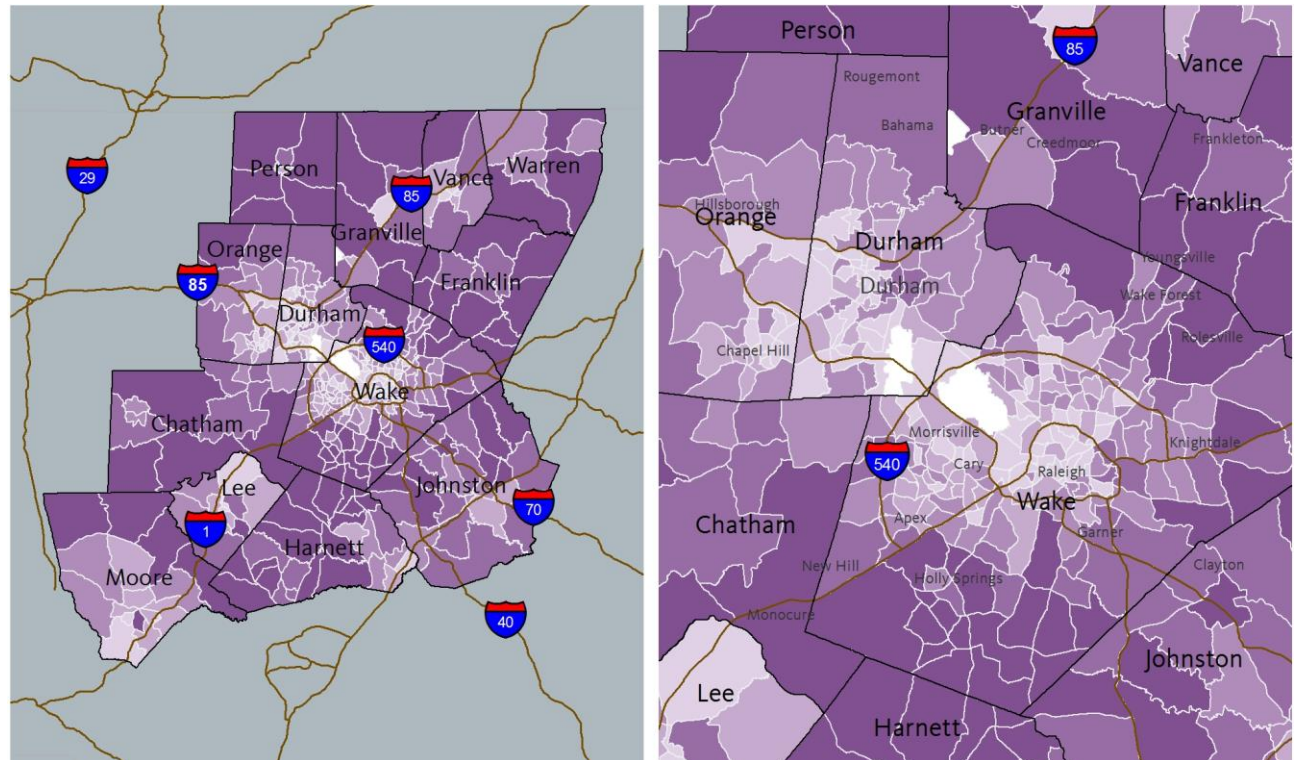 29
Person
85
Vance
Warren
Granville
Orange
85
Franklin
Durham
540
Wake
Chatham
Lee
Johnston
70
1
Harnett
Moore
40
Person
85
Vance
Rougemont
Granville
Bahama
Butner
Creedmoor
Frankleton
Hillsborough
Orange
Franklin
Durham
Youngsville
Durham
Wake Forest
Rolesville
Chapel Hill
Morrisville
Knightdale
540
Cary
Raleigh
Wake
Chatham
Apex
Garner
New Hill
Clayton
Holly Springs
Monocure
Johnston
Lee
Harnett